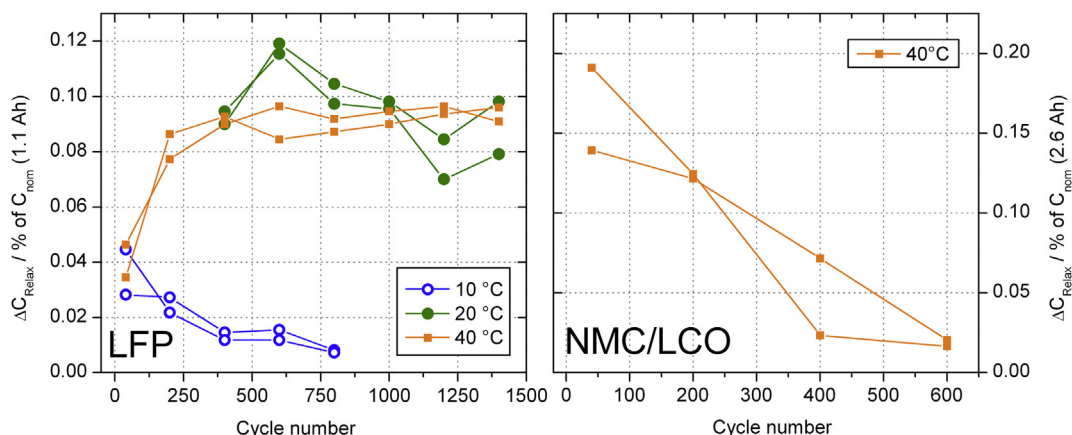 ΔC_Relax / % of C_nom (1.1 Ah)
0.12
0.10
0.08
0.06
0.04
0.02
0.00
LFP
10 °C
20 °C
40 °C
0 250 500 750 1000 1250 1500
Cycle number
40°C
NMC/LCO
0.20
0.15
0.10
0.05
0.00
ΔC_Relax / % of C_nom (2.6 Ah)
0 100 200 300 400 500 600
Cycle number